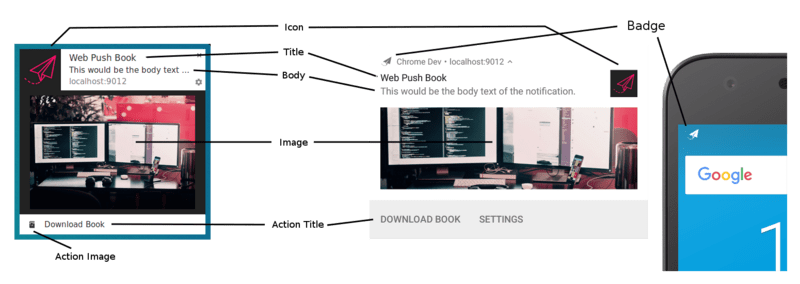 Icon
Title
Body
Image
Action Title
Action Image
Badge
Web Push Book
This would be the body text ...
localhost:9012
Download Book
Chrome Dev • localhost:9012
Web Push Book
This would be the body text of the notification.
DOWNLOAD BOOK SETTINGS
Google
1